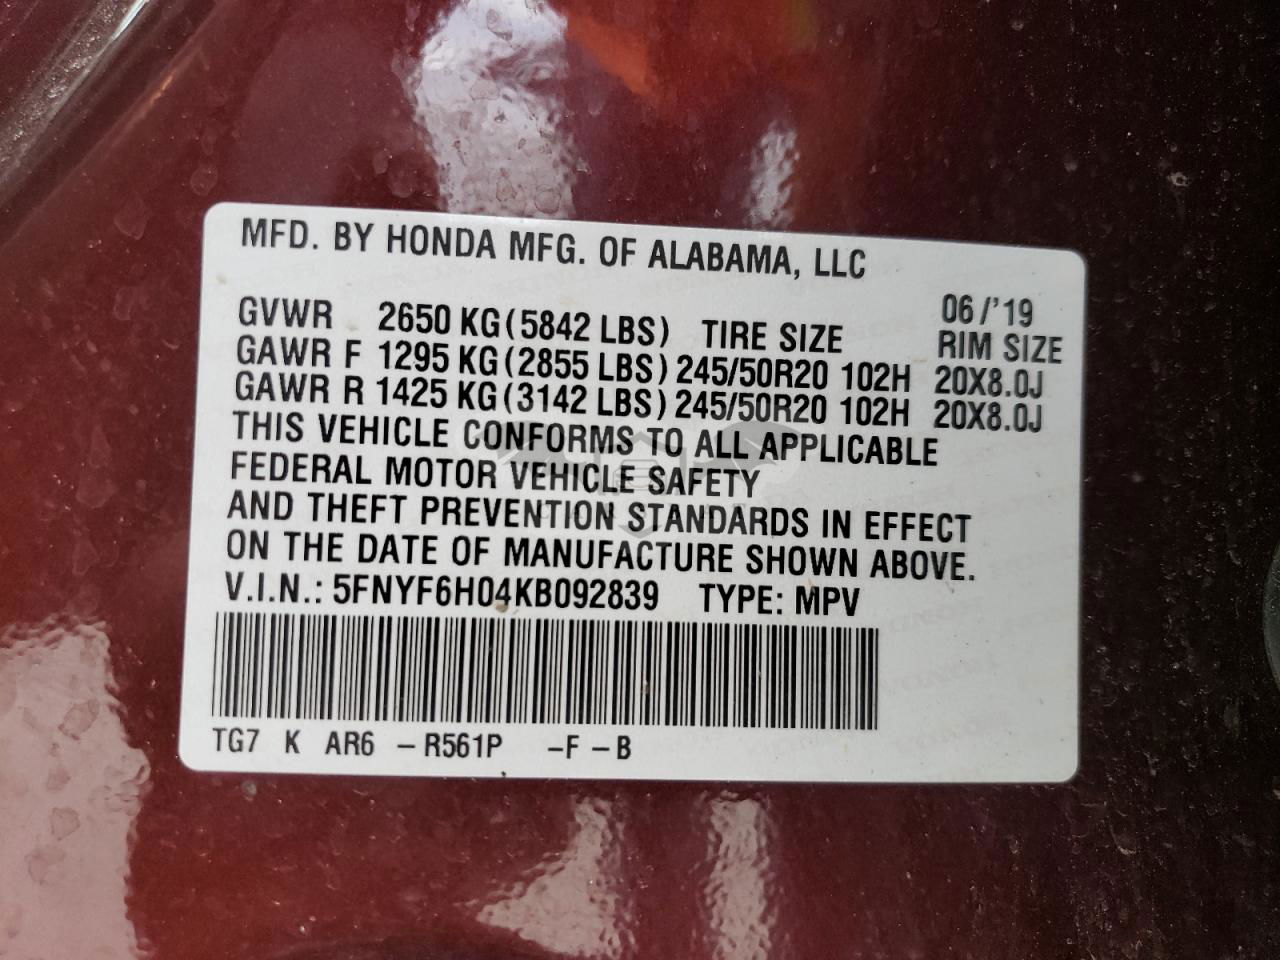 MFD. BY HONDA MFG. OF ALABAMA, LLC
06/'19
GVWR 2650 KG(5842 LBS) TIRE SIZE RIM SIZE
GAWR F 1295 KG(2855 LBS) 245/50R20 102H 20X8.0J
GAWR R 1425 KG(3142 LBS) 245/50R20 102H 20X8.0J
THIS VEHICLE CONFORMS TO ALL APPLICABLE
FEDERAL MOTOR VEHICLE SAFETY
AND THEFT PREVENTION STANDARDS IN EFFECT
ON THE DATE OF MANUFACTURE SHOWN ABOVE.
V.I.N.: 5FNYF6H04KB092839 TYPE: MPV
TG7 K AR6 -R561P -F -B